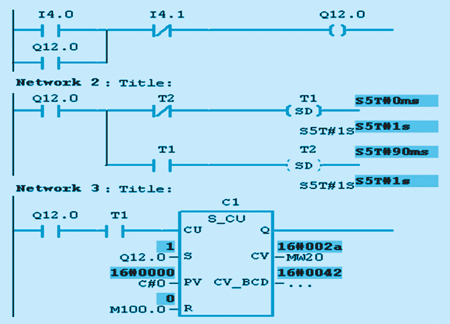 I4.0 I4.1 Q12.0
Q12.0
Network 2 : Title:
Q12.0 T2 T1 S5T#0ms
SD
S5T#1S S5T#1s
T1 T2 S5T#90ms
SD
S5T#1S S5T#1s
Network 3 : Title:
C1
Q12.0 T1 S_CU
CU Q
1 16#002a
Q12.0 S CV MW20
16#0000 16#0042
C#0 PV CV_BCD ...
0
M100.0 R